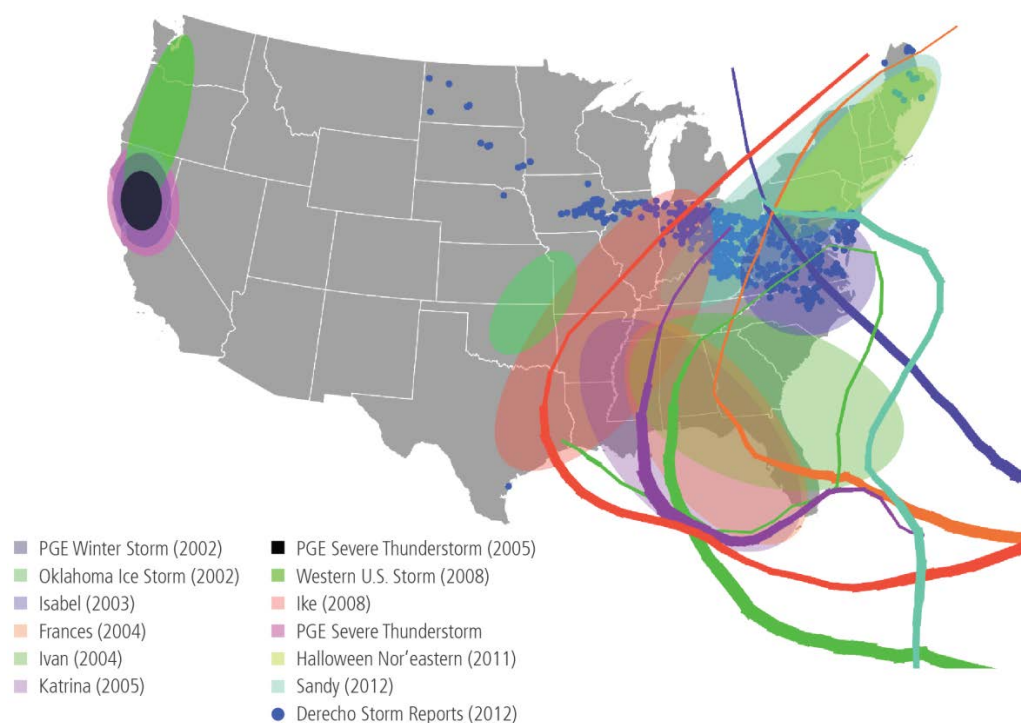 PGE Winter Storm (2002)
Oklahoma Ice Storm (2002)
Isabel (2003)
Frances (2004)
Ivan (2004)
Katrina (2005)
PGE Severe Thunderstorm (2005)
Western U.S. Storm (2008)
Ike (2008)
PGE Severe Thunderstorm
Halloween Nor’eastern (2011)
Sandy (2012)
Derecho Storm Reports (2012)